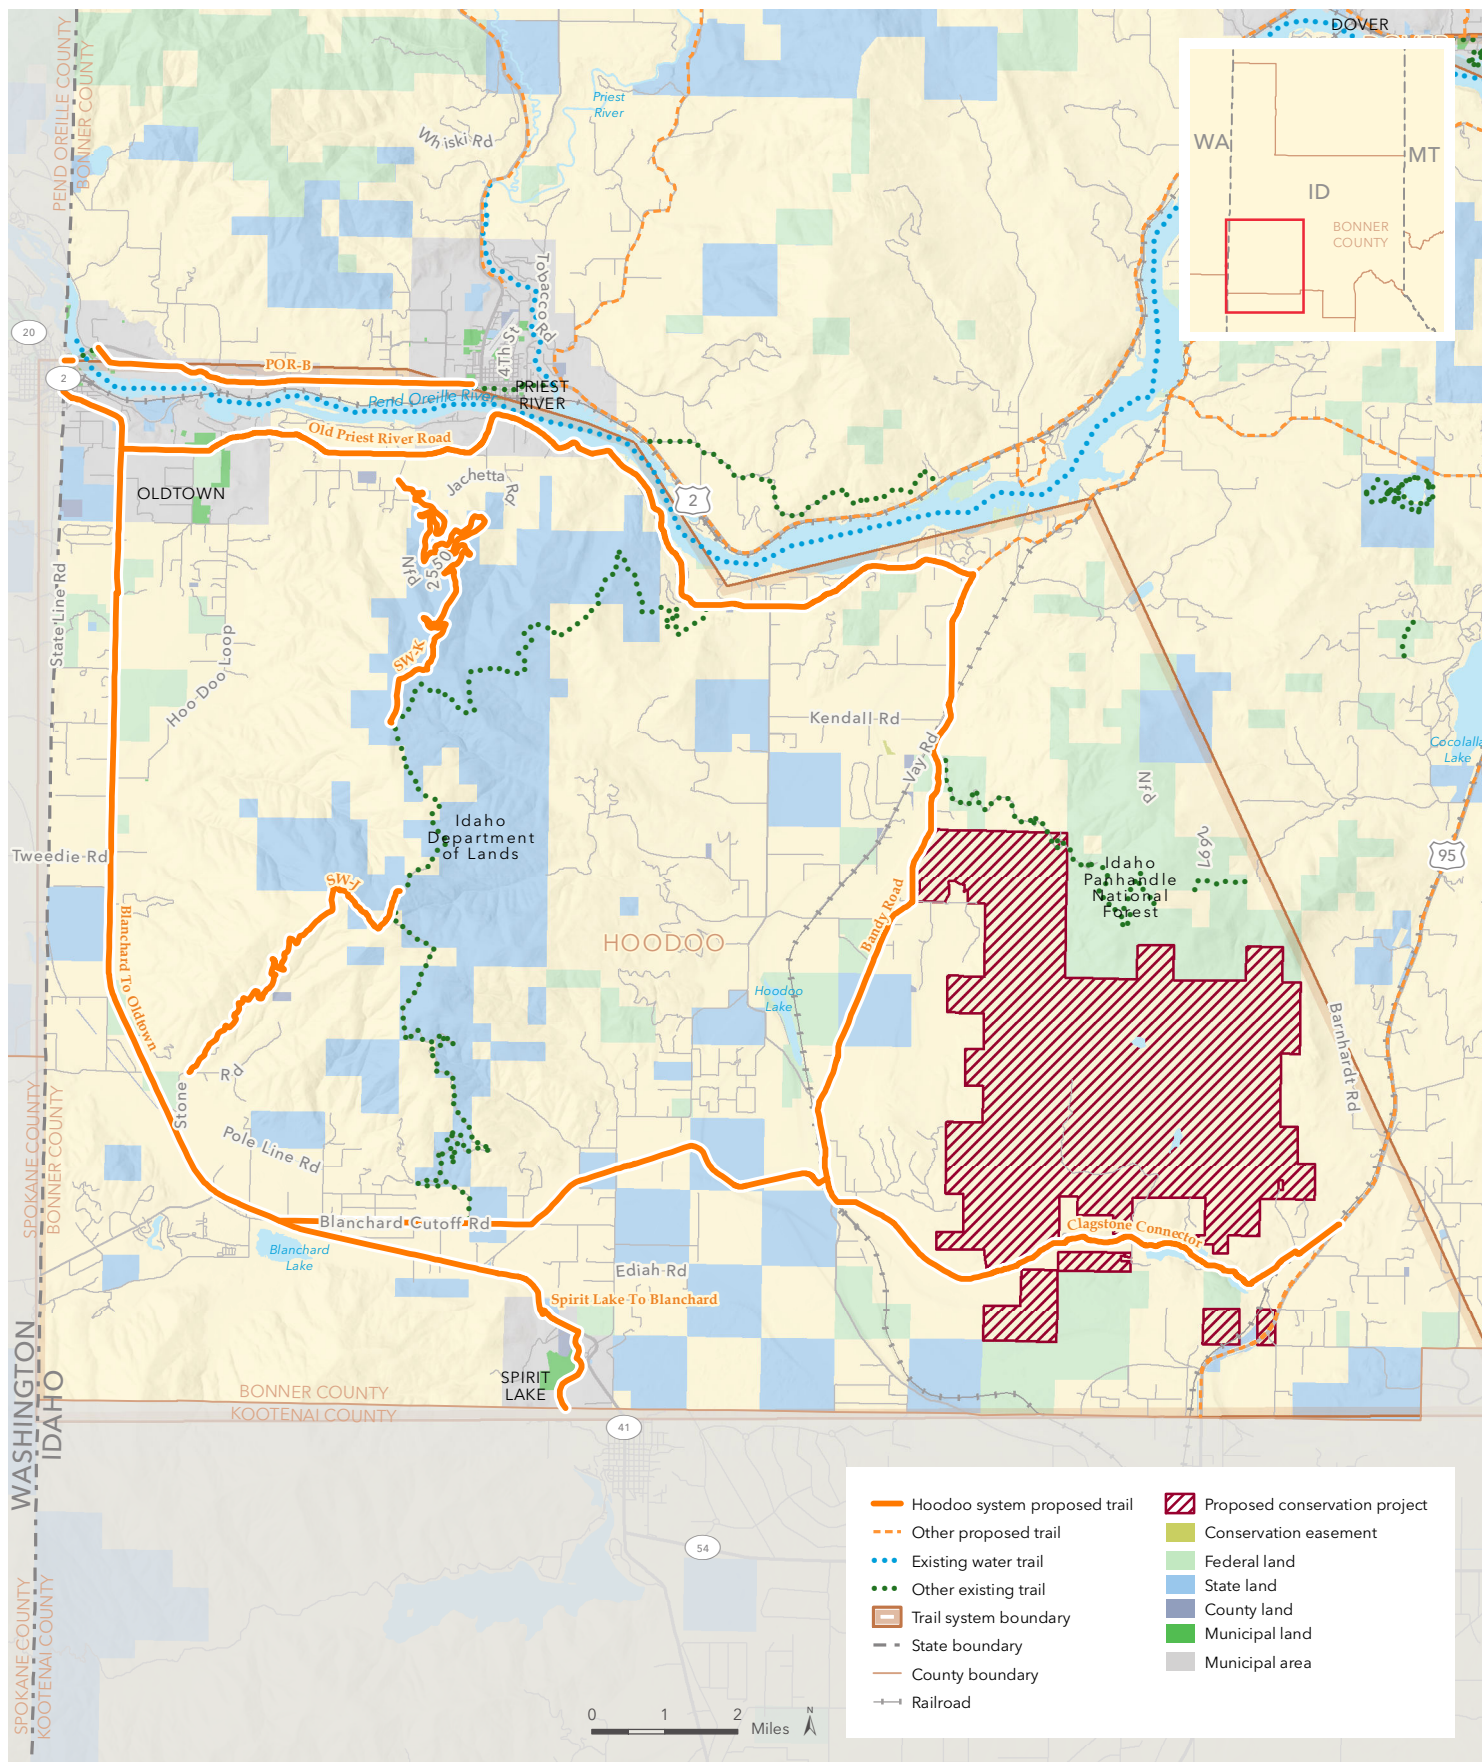 DOVER
DOVER
PEND OREILLE COUNTY
BONNER COUNTY
Priest
River
Whiski Rd
WA
MT
ID
BONNER
COUNTY
Tobacco Rd
4Th St
20
2
POR-B
PRIEST
RIVER
Pend Oreille River
Old Priest River Road
Jachetta Rd
OLDTOWN
2
Nfd
2550
State Line Rd
Hoo Doo Loop
SW-K
Kendall Rd
Vay Rd
Cocolalla
Lake
Nfd
2697
95
Idaho
Department
of Lands
Tweedie Rd
SW-J
Idaho
Panhandle
National
Forest
Bandy Road
HOODOO
Blanchard To Oldtown
Hoodoo
Lake
Barnhardt Rd
Stone
Rd
Pole Line Rd
SPOKANE COUNTY
BONNER COUNTY
Blanchard Cutoff Rd
Clagstone Connector
Blanchard
Lake
Ediah Rd
Spirit Lake To Blanchard
SPIRIT
LAKE
WASHINGTON
IDAHO
BONNER COUNTY
KOOTENAI COUNTY
41
54
SPOKANE COUNTY
KOOTENAI COUNTY
Hoodoo system proposed trail
Other proposed trail
Existing water trail
Other existing trail
Trail system boundary
State boundary
County boundary
Railroad
Proposed conservation project
Conservation easement
Federal land
State land
County land
Municipal land
Municipal area
0 1 2
Miles
N